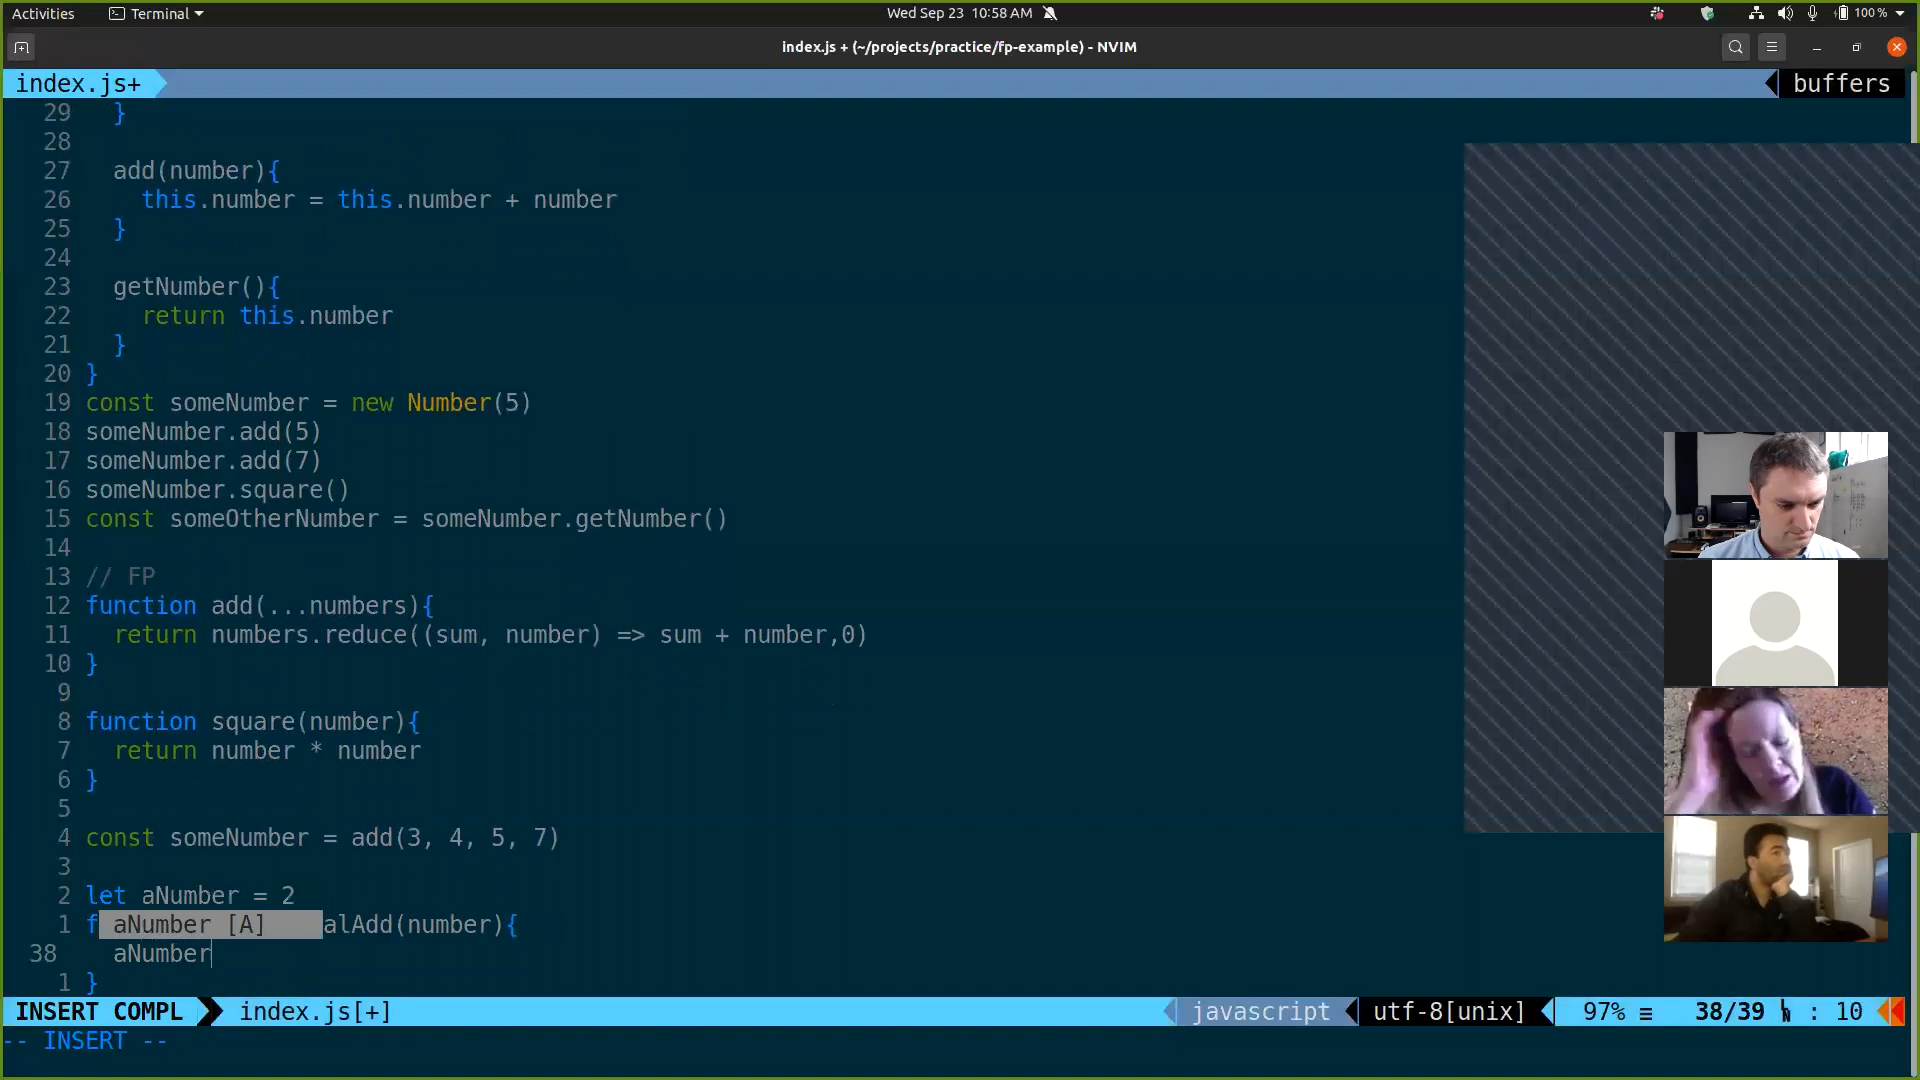 Activities Terminal Wed Sep 23 10:58 AM 100 %
index.js + (~/projects/practice/fp-example) - NVIM
index.js+ buffers
29 }
28
27 add(number){
26 this.number = this.number + number
25 }
24
23 getNumber(){
22 return this.number
21 }
20 }
19 const someNumber = new Number(5)
18 someNumber.add(5)
17 someNumber.add(7)
16 someNumber.square()
15 const someOtherNumber = someNumber.getNumber()
14
13 // FP
12 function add(...numbers){
11 return numbers.reduce((sum, number) => sum + number,0)
10 }
9
8 function square(number){
7 return number * number
6 }
5
4 const someNumber = add(3, 4, 5, 7)
3
2 let aNumber = 2
1 f aNumber [A] alAdd(number){
38 aNumber
1 }
INSERT COMPL index.js[+] javascript utf-8[unix] 97% ≡ 38/39 : 10
-- INSERT --